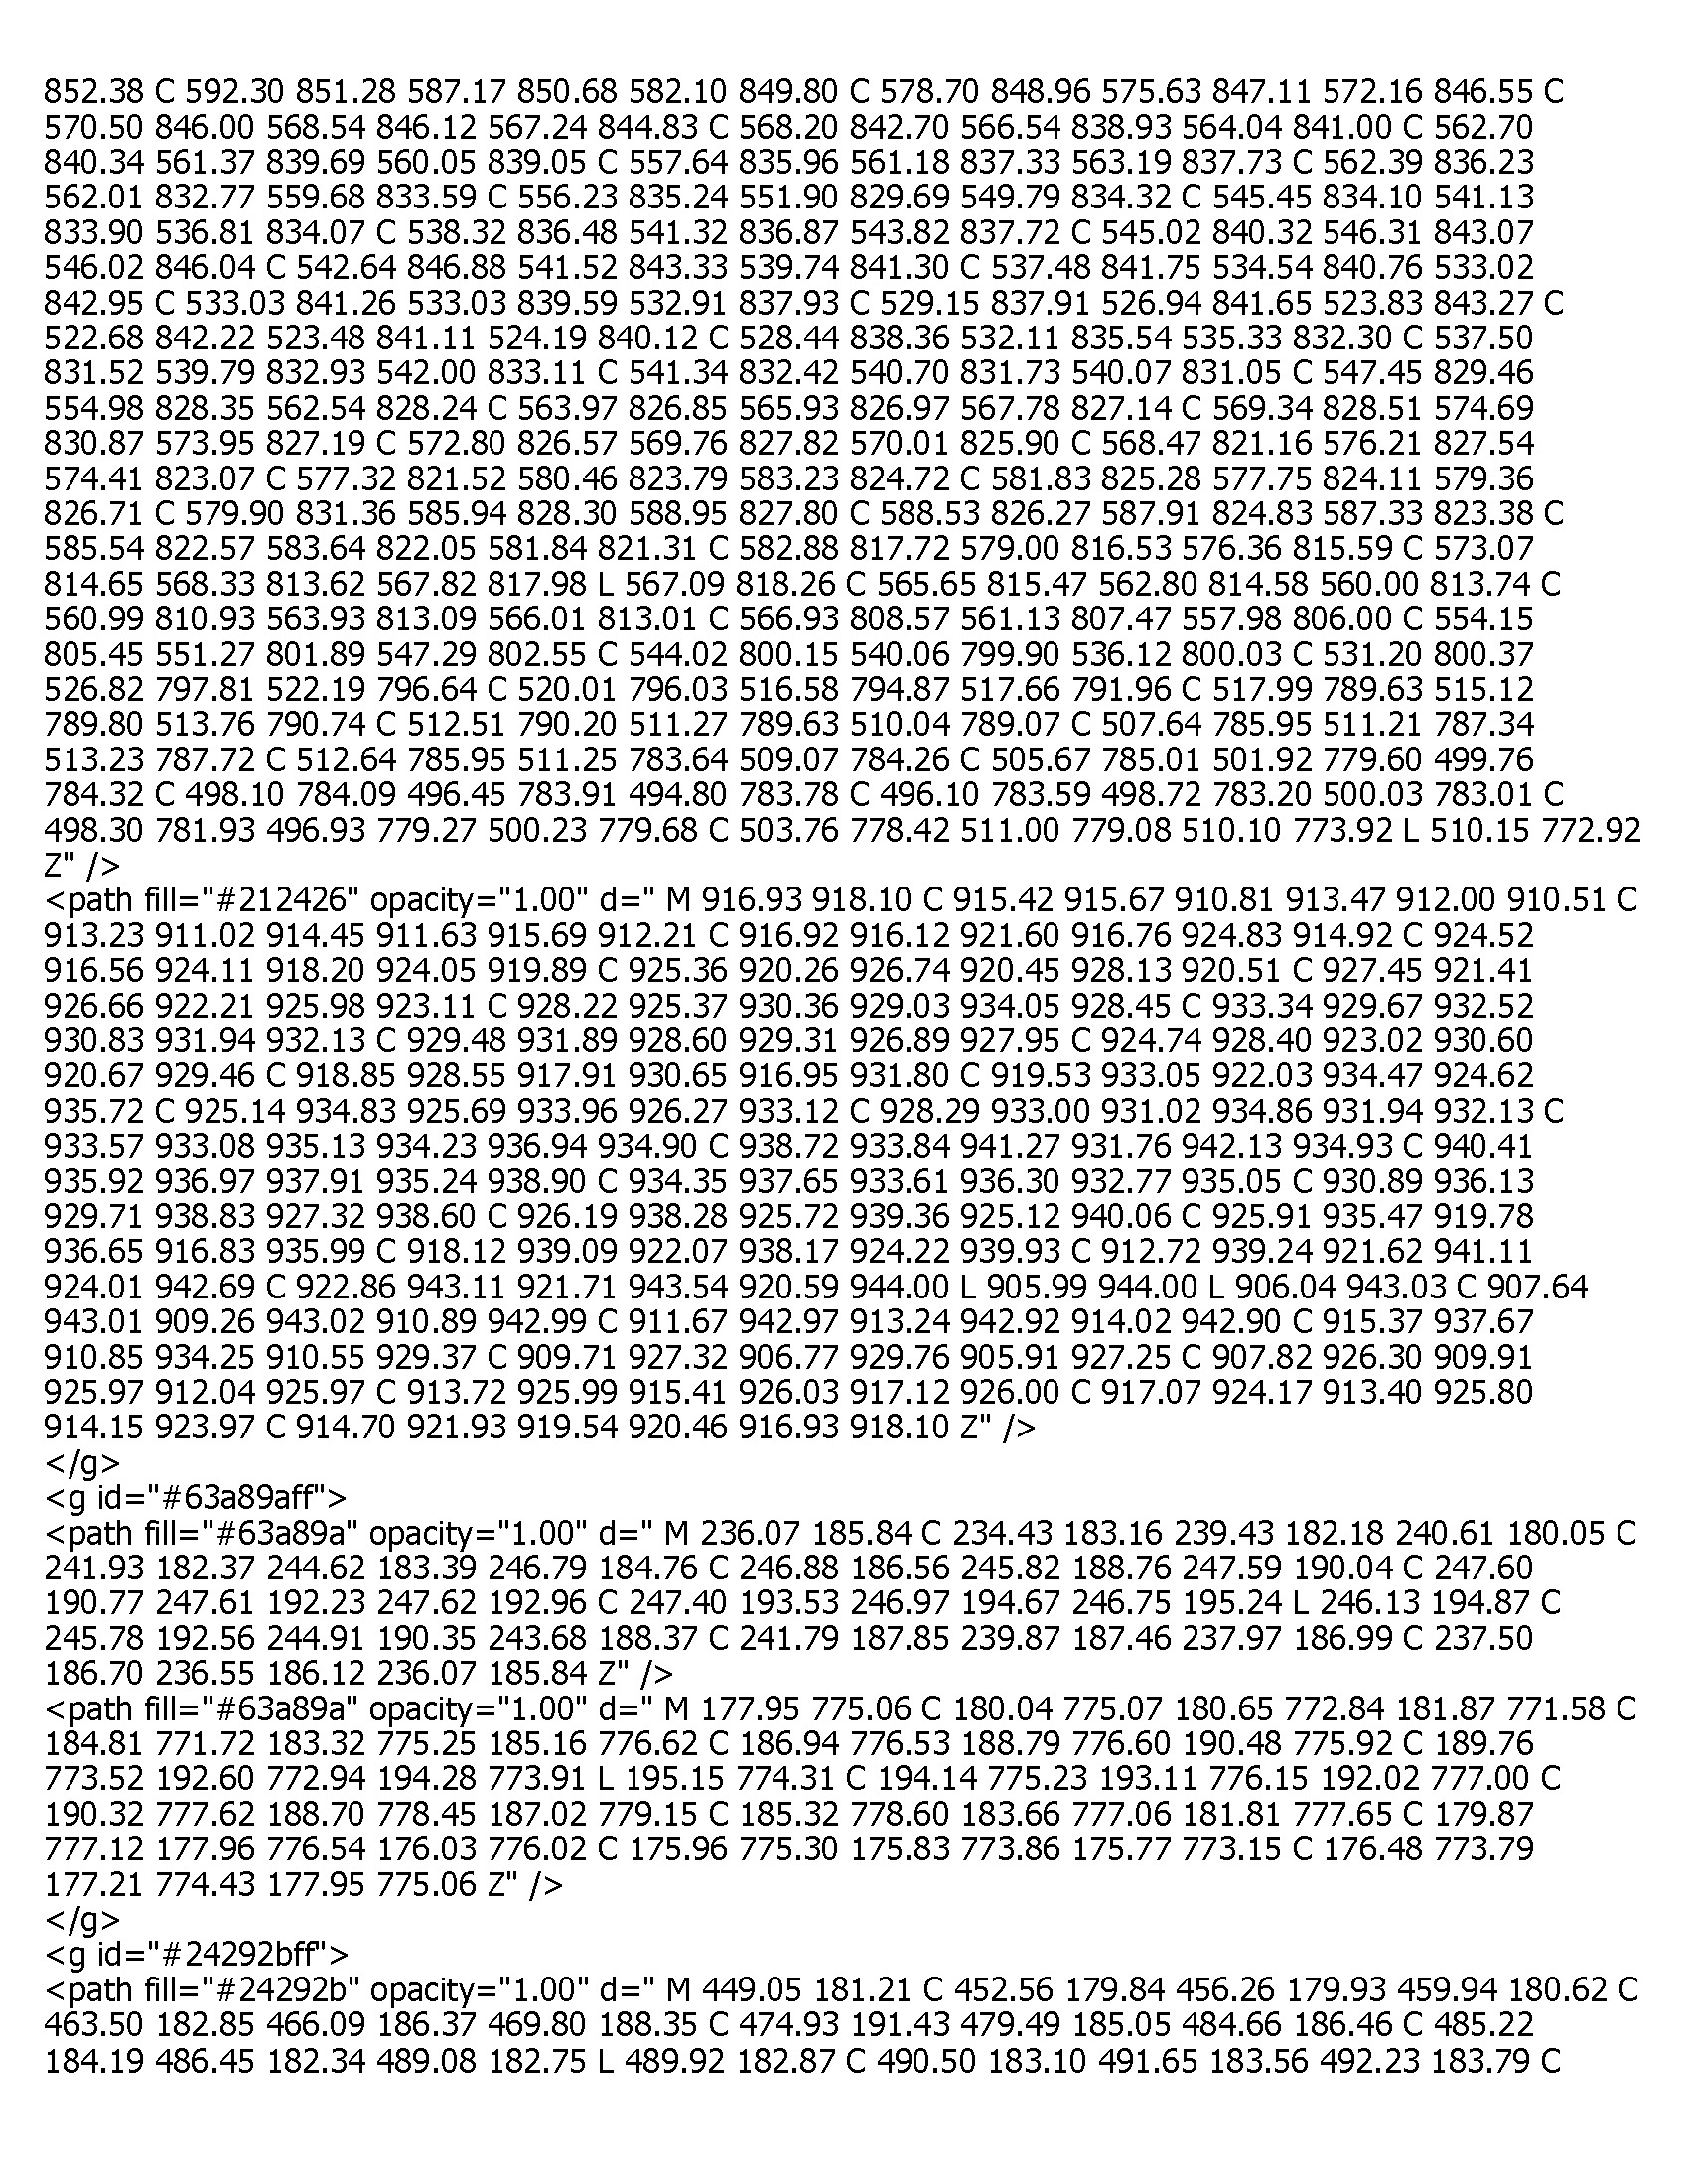 852.38 C 592.30 851.28 587.17 850.68 582.10 849.80 C 578.70 848.96 575.63 847.11 572.16 846.55 C
570.50 846.00 568.54 846.12 567.24 844.83 C 568.20 842.70 566.54 838.93 564.04 841.00 C 562.70
840.34 561.37 839.69 560.05 839.05 C 557.64 835.96 561.18 837.33 563.19 837.73 C 562.39 836.23
562.01 832.77 559.68 833.59 C 556.23 835.24 551.90 829.69 549.79 834.32 C 545.45 834.10 541.13
833.90 536.81 834.07 C 538.32 836.48 541.32 836.87 543.82 837.72 C 545.02 840.32 546.31 843.07
546.02 846.04 C 542.64 846.88 541.52 843.33 539.74 841.30 C 537.48 841.75 534.54 840.76 533.02
842.95 C 533.03 841.26 533.03 839.59 532.91 837.93 C 529.15 837.91 526.94 841.65 523.83 843.27 C
522.68 842.22 523.48 841.11 524.19 840.12 C 528.44 838.36 532.11 835.54 535.33 832.30 C 537.50
831.52 539.79 832.93 542.00 833.11 C 541.34 832.42 540.70 831.73 540.07 831.05 C 547.45 829.46
554.98 828.35 562.54 828.24 C 563.97 826.85 565.93 826.97 567.78 827.14 C 569.34 828.51 574.69
830.87 573.95 827.19 C 572.80 826.57 569.76 827.82 570.01 825.90 C 568.47 821.16 576.21 827.54
574.41 823.07 C 577.32 821.52 580.46 823.79 583.23 824.72 C 581.83 825.28 577.75 824.11 579.36
826.71 C 579.90 831.36 585.94 828.30 588.95 827.80 C 588.53 826.27 587.91 824.83 587.33 823.38 C
585.54 822.57 583.64 822.05 581.84 821.31 C 582.88 817.72 579.00 816.53 576.36 815.59 C 573.07
814.65 568.33 813.62 567.82 817.98 L 567.09 818.26 C 565.65 815.47 562.80 814.58 560.00 813.74 C
560.99 810.93 563.93 813.09 566.01 813.01 C 566.93 808.57 561.13 807.47 557.98 806.00 C 554.15
805.45 551.27 801.89 547.29 802.55 C 544.02 800.15 540.06 799.90 536.12 800.03 C 531.20 800.37
526.82 797.81 522.19 796.64 C 520.01 796.03 516.58 794.87 517.66 791.96 C 517.99 789.63 515.12
789.80 513.76 790.74 C 512.51 790.20 511.27 789.63 510.04 789.07 C 507.64 785.95 511.21 787.34
513.23 787.72 C 512.64 785.95 511.25 783.64 509.07 784.26 C 505.67 785.01 501.92 779.60 499.76
784.32 C 498.10 784.09 496.45 783.91 494.80 783.78 C 496.10 783.59 498.72 783.20 500.03 783.01 C
498.30 781.93 496.93 779.27 500.23 779.68 C 503.76 778.42 511.00 779.08 510.10 773.92 L 510.15 772.92
Z" />
<path fill="#212426" opacity="1.00" d=" M 916.93 918.10 C 915.42 915.67 910.81 913.47 912.00 910.51 C
913.23 911.02 914.45 911.63 915.69 912.21 C 916.92 916.12 921.60 916.76 924.83 914.92 C 924.52
916.56 924.11 918.20 924.05 919.89 C 925.36 920.26 926.74 920.45 928.13 920.51 C 927.45 921.41
926.66 922.21 925.98 923.11 C 928.22 925.37 930.36 929.03 934.05 928.45 C 933.34 929.67 932.52
930.83 931.94 932.13 C 929.48 931.89 928.60 929.31 926.89 927.95 C 924.74 928.40 923.02 930.60
920.67 929.46 C 918.85 928.55 917.91 930.65 916.95 931.80 C 919.53 933.05 922.03 934.47 924.62
935.72 C 925.14 934.83 925.69 933.96 926.27 933.12 C 928.29 933.00 931.02 934.86 931.94 932.13 C
933.57 933.08 935.13 934.23 936.94 934.90 C 938.72 933.84 941.27 931.76 942.13 934.93 C 940.41
935.92 936.97 937.91 935.24 938.90 C 934.35 937.65 933.61 936.30 932.77 935.05 C 930.89 936.13
929.71 938.83 927.32 938.60 C 926.19 938.28 925.72 939.36 925.12 940.06 C 925.91 935.47 919.78
936.65 916.83 935.99 C 918.12 939.09 922.07 938.17 924.22 939.93 C 912.72 939.24 921.62 941.11
924.01 942.69 C 922.86 943.11 921.71 943.54 920.59 944.00 L 905.99 944.00 L 906.04 943.03 C 907.64
943.01 909.26 943.02 910.89 942.99 C 911.67 942.97 913.24 942.92 914.02 942.90 C 915.37 937.67
910.85 934.25 910.55 929.37 C 909.71 927.32 906.77 929.76 905.91 927.25 C 907.82 926.30 909.91
925.97 912.04 925.97 C 913.72 925.99 915.41 926.03 917.12 926.00 C 917.07 924.17 913.40 925.80
914.15 923.97 C 914.70 921.93 919.54 920.46 916.93 918.10 Z" />
</g>
<g id="#63a89aff">
<path fill="#63a89a" opacity="1.00" d=" M 236.07 185.84 C 234.43 183.16 239.43 182.18 240.61 180.05 C
241.93 182.37 244.62 183.39 246.79 184.76 C 246.88 186.56 245.82 188.76 247.59 190.04 C 247.60
190.77 247.61 192.23 247.62 192.96 C 247.40 193.53 246.97 194.67 246.75 195.24 L 246.13 194.87 C
245.78 192.56 244.91 190.35 243.68 188.37 C 241.79 187.85 239.87 187.46 237.97 186.99 C 237.50
186.70 236.55 186.12 236.07 185.84 Z" />
<path fill="#63a89a" opacity="1.00" d=" M 177.95 775.06 C 180.04 775.07 180.65 772.84 181.87 771.58 C
184.81 771.72 183.32 775.25 185.16 776.62 C 186.94 776.53 188.79 776.60 190.48 775.92 C 189.76
773.52 192.60 772.94 194.28 773.91 L 195.15 774.31 C 194.14 775.23 193.11 776.15 192.02 777.00 C
190.32 777.62 188.70 778.45 187.02 779.15 C 185.32 778.60 183.66 777.06 181.81 777.65 C 179.87
777.12 177.96 776.54 176.03 776.02 C 175.96 775.30 175.83 773.86 175.77 773.15 C 176.48 773.79
177.21 774.43 177.95 775.06 Z" />
</g>
<g id="#24292bff">
<path fill="#24292b" opacity="1.00" d=" M 449.05 181.21 C 452.56 179.84 456.26 179.93 459.94 180.62 C
463.50 182.85 466.09 186.37 469.80 188.35 C 474.93 191.43 479.49 185.05 484.66 186.46 C 485.22
184.19 486.45 182.34 489.08 182.75 L 489.92 182.87 C 490.50 183.10 491.65 183.56 492.23 183.79 C